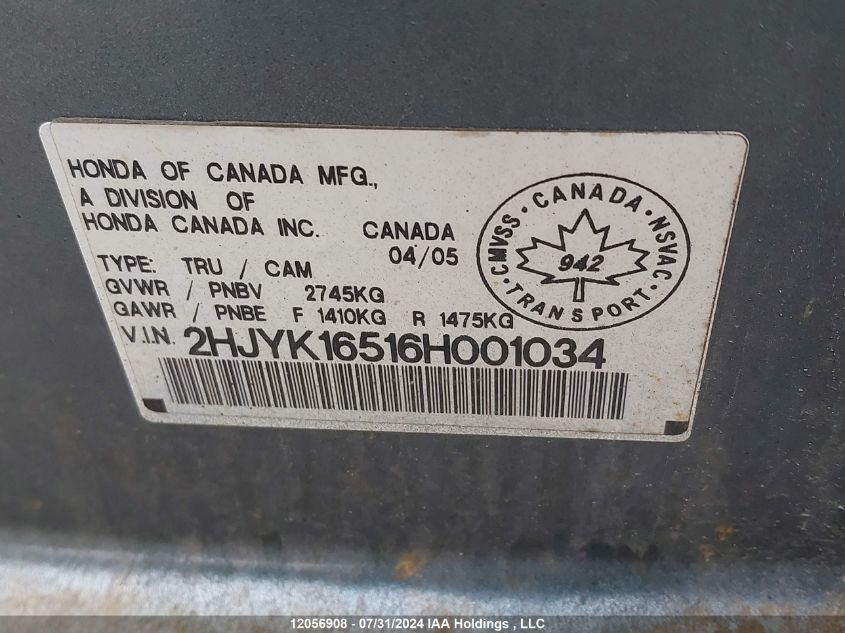 HONDA OF CANADA MFG.,
A DIVISION OF
HONDA CANADA INC. CANADA
04/05
TYPE: TRU / CAM
GVWR / PNBV 2745KG
GAWR / PNBE F 1410KG R 1475KG
V.I.N. 2HJYK16516H001034
CMVSS · CANADA · NSVAC · TRANSPORT ·
942
12056908 - 07/31/2024 IAA Holdings , LLC